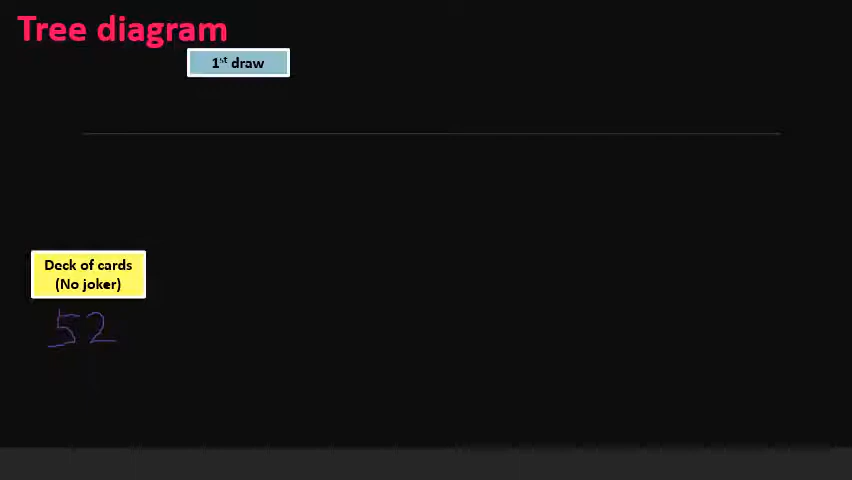 Tree diagram
1st draw
Deck of cards
(No joker)
52